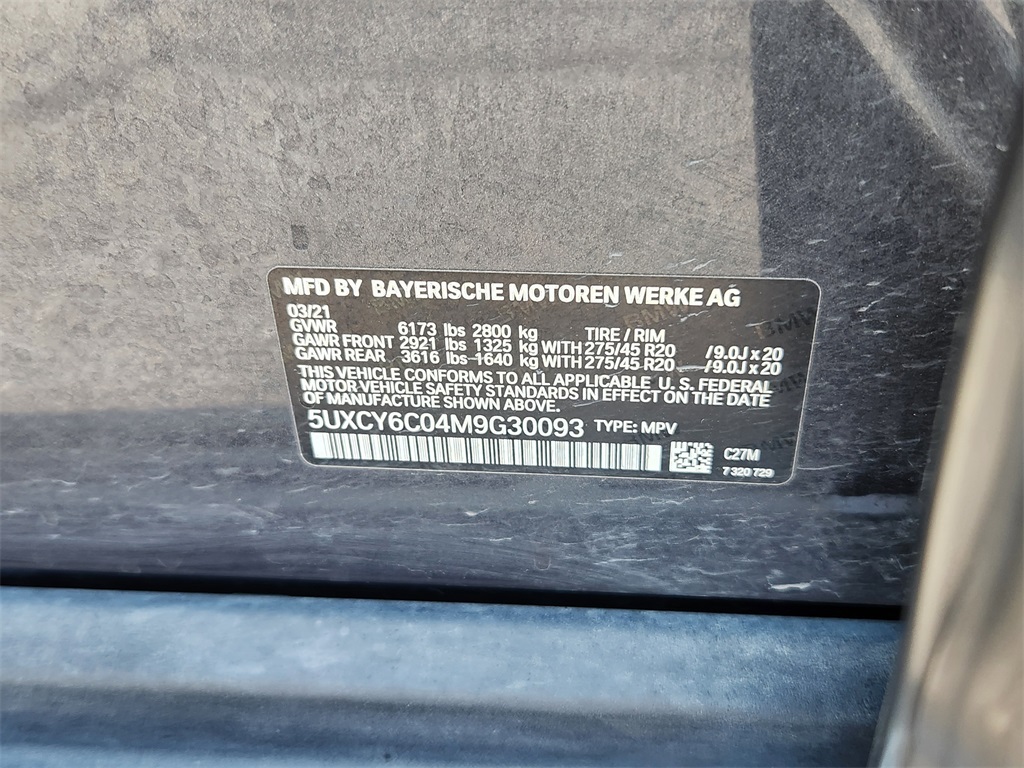 MFD BY BAYERISCHE MOTOREN WERKE AG
03/21
GVWR 6173 lbs 2800 kg TIRE / RIM
GAWR FRONT 2921 lbs 1325 kg WITH 275/45 R20 /9.0J x 20
GAWR REAR 3616 lbs 1640 kg WITH 275/45 R20 /9.0J x 20
THIS VEHICLE CONFORMS TO ALL APPLICABLE U. S. FEDERAL
MOTOR VEHICLE SAFETY STANDARDS IN EFFECT ON THE DATE
OF MANUFACTURE SHOWN ABOVE.
5UXCY6C04M9G30093 TYPE: MPV
C27M
7 320 729